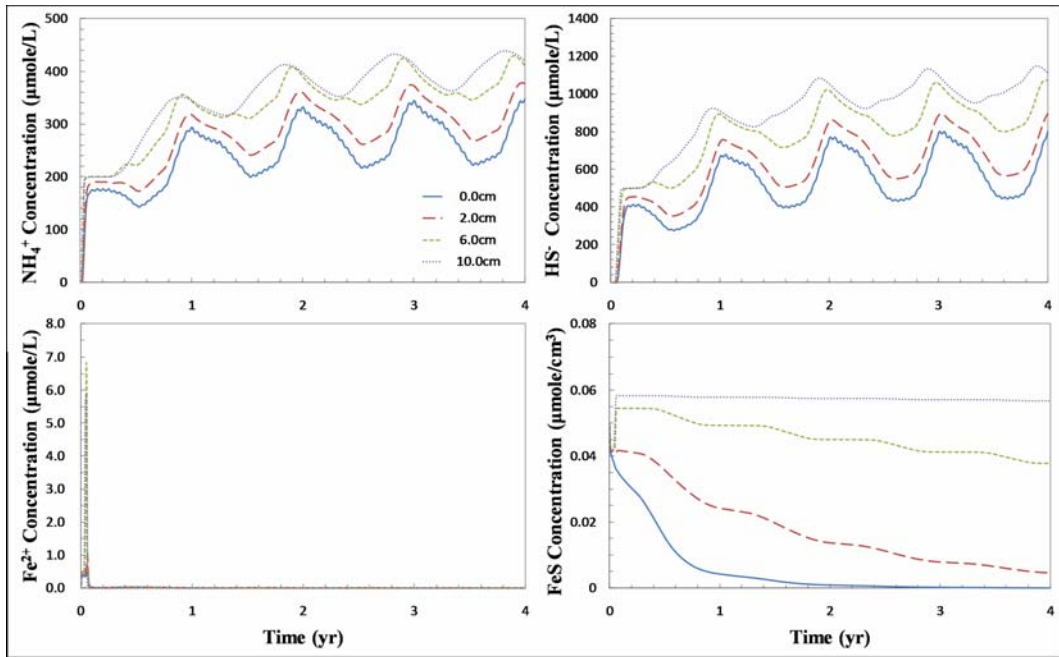 NH₄⁺ Concentration (µmole/L)
500
400
300
200
100
0
0 1 2 3 4
0.0cm
2.0cm
6.0cm
10.0cm
HS⁻ Concentration (µmole/L)
1400
1200
1000
800
600
400
200
0
0 1 2 3 4
Fe²⁺ Concentration (µmole/L)
8.0
7.0
6.0
5.0
4.0
3.0
2.0
1.0
0.0
0 1 2 3 4
Time (yr)
FeS Concentration (µmole/cm³)
0.08
0.06
0.04
0.02
0
0 1 2 3 4
Time (yr)